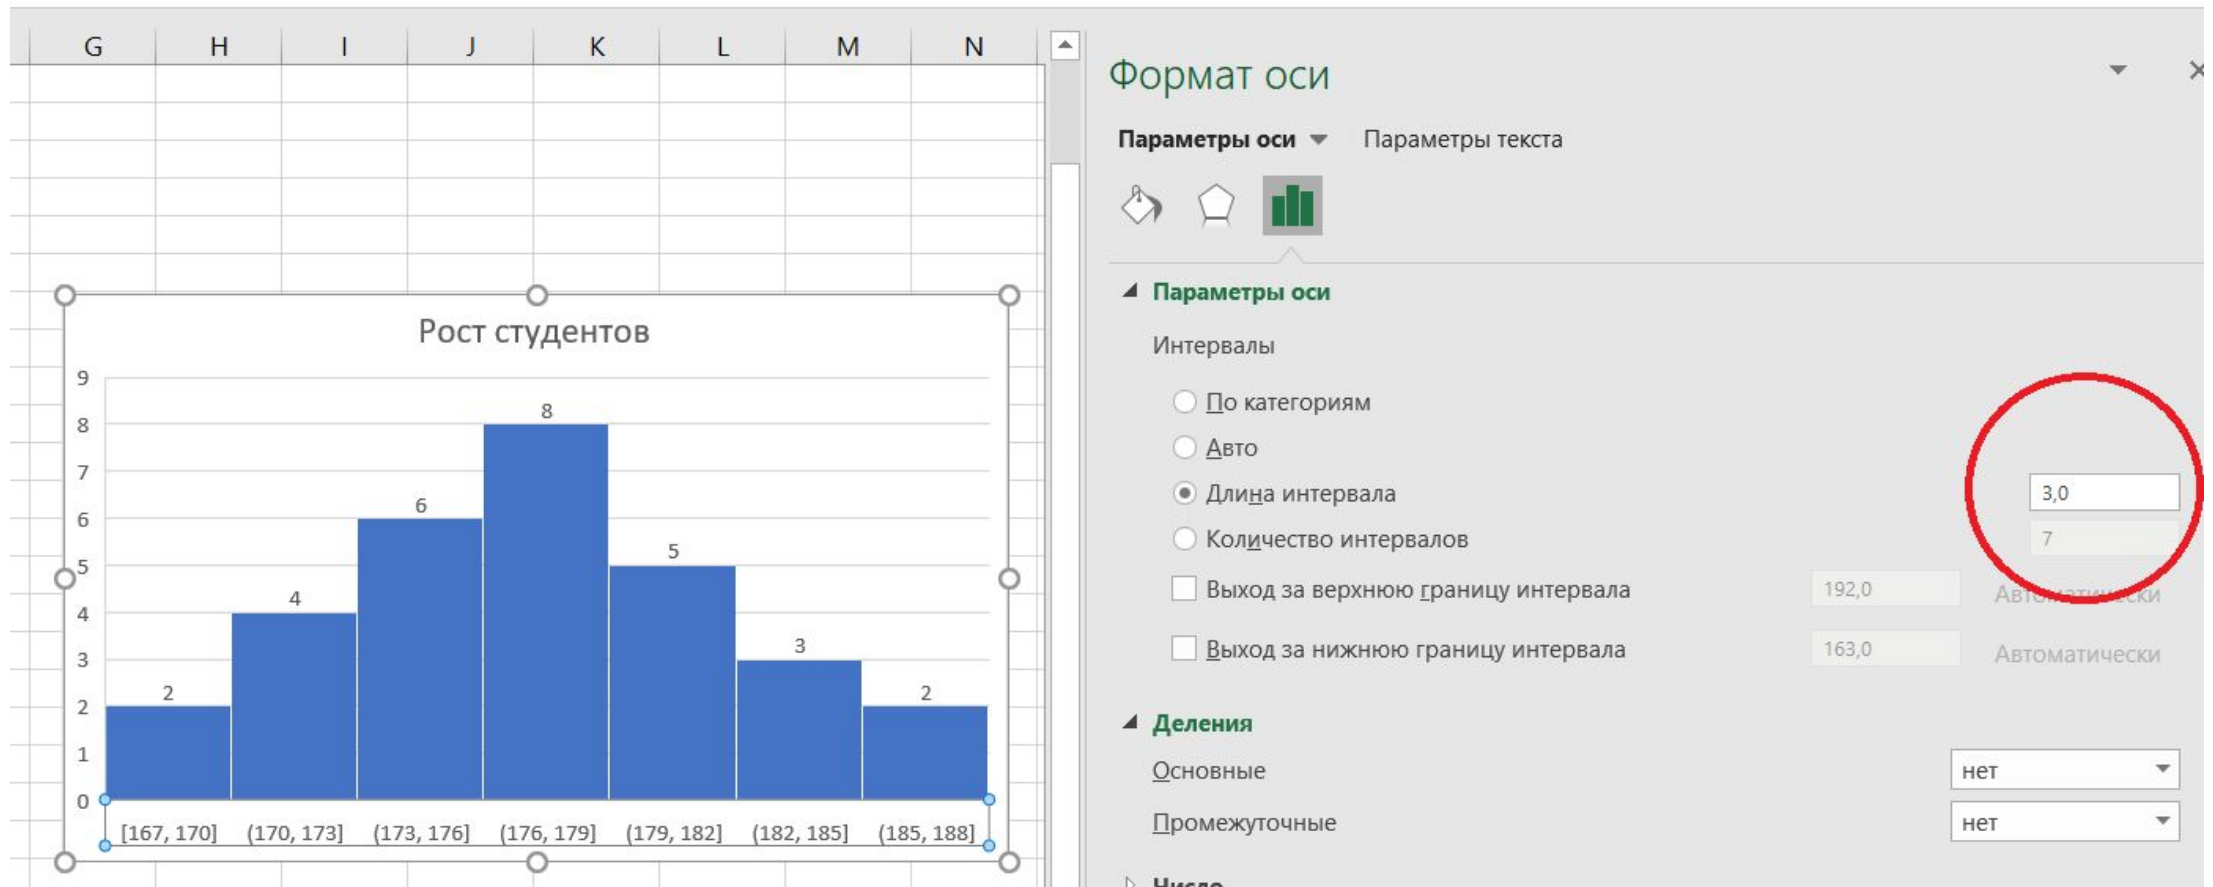 G H I J K L M N
Рост студентов
9
8
7
6
5
4
3
2
1
0
2 4 6 8 5 3 2
[167, 170] (170, 173] (173, 176] (176, 179] (179, 182] (182, 185] (185, 188]
Формат оси
Параметры оси Параметры текста
Параметры оси
Интервалы
По категориям
Авто
Длина интервала 3,0
Количество интервалов 7
Выход за верхнюю границу интервала 192,0 Автоматически
Выход за нижнюю границу интервала 163,0 Автоматически
Деления
Основные нет
Промежуточные нет
Число